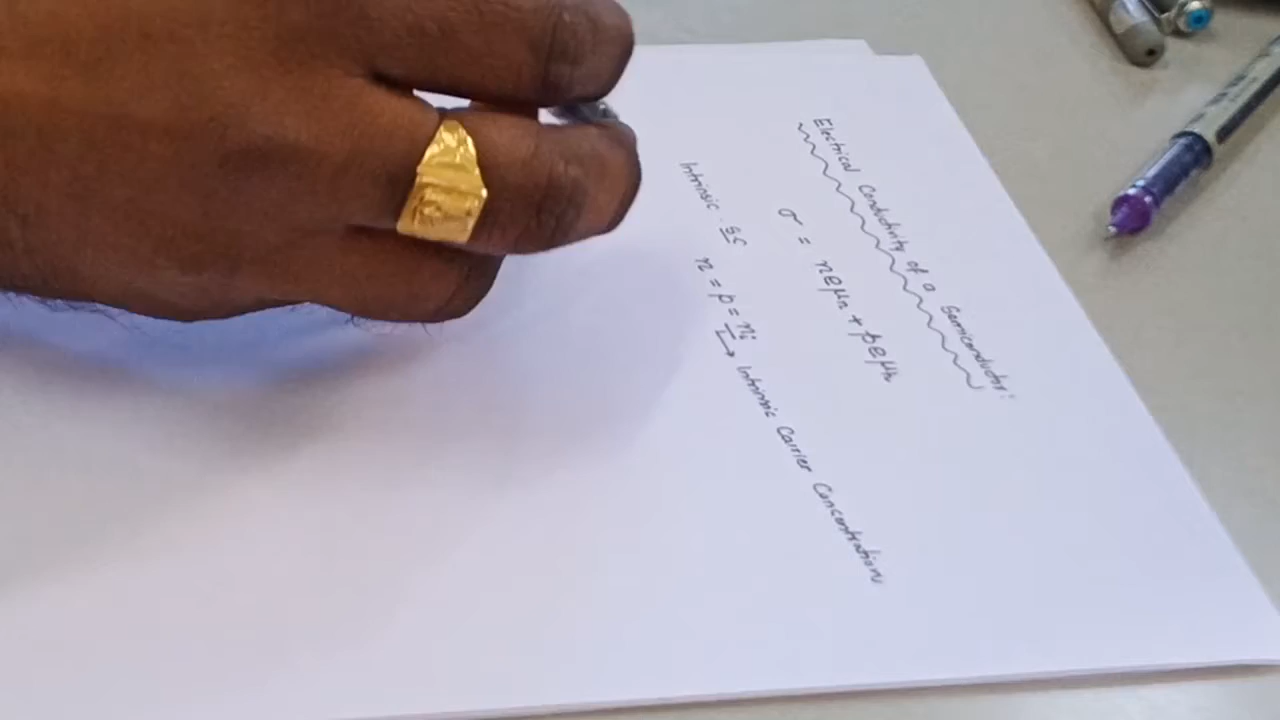 Electrical Conductivity of a Semiconductor:
σ = neμn + peμh
Intrinsic . SC
n = p = ni
→ Intrinsic Carrier Concentration